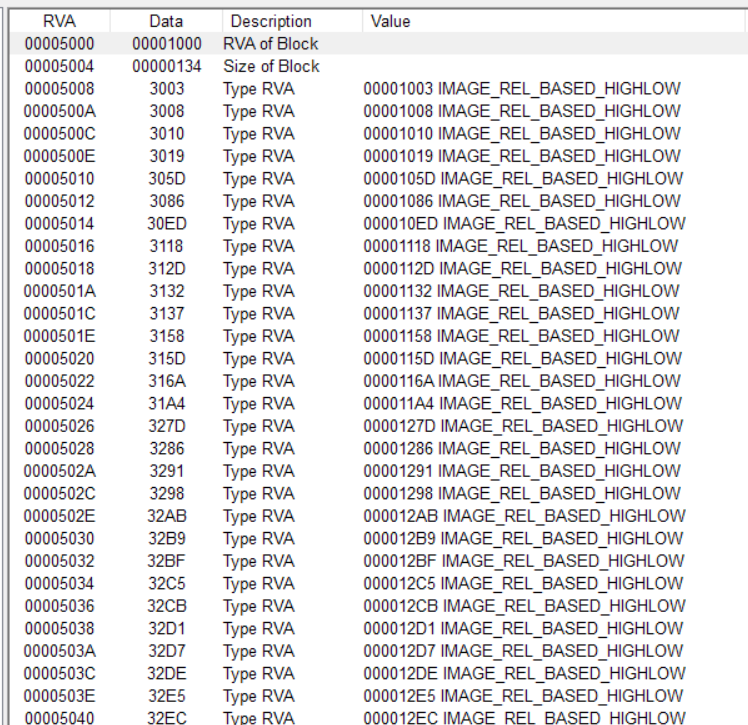 RVA Data Description Value
00005000 00001000 RVA of Block
00005004 00000134 Size of Block
00005008 3003 Type RVA 00001003 IMAGE_REL_BASED_HIGHLOW
0000500A 3008 Type RVA 00001008 IMAGE_REL_BASED_HIGHLOW
0000500C 3010 Type RVA 00001010 IMAGE_REL_BASED_HIGHLOW
0000500E 3019 Type RVA 00001019 IMAGE_REL_BASED_HIGHLOW
00005010 305D Type RVA 0000105D IMAGE_REL_BASED_HIGHLOW
00005012 3086 Type RVA 00001086 IMAGE_REL_BASED_HIGHLOW
00005014 30ED Type RVA 000010ED IMAGE_REL_BASED_HIGHLOW
00005016 3118 Type RVA 00001118 IMAGE_REL_BASED_HIGHLOW
00005018 312D Type RVA 0000112D IMAGE_REL_BASED_HIGHLOW
0000501A 3132 Type RVA 00001132 IMAGE_REL_BASED_HIGHLOW
0000501C 3137 Type RVA 00001137 IMAGE_REL_BASED_HIGHLOW
0000501E 3158 Type RVA 00001158 IMAGE_REL_BASED_HIGHLOW
00005020 315D Type RVA 0000115D IMAGE_REL_BASED_HIGHLOW
00005022 316A Type RVA 0000116A IMAGE_REL_BASED_HIGHLOW
00005024 31A4 Type RVA 000011A4 IMAGE_REL_BASED_HIGHLOW
00005026 327D Type RVA 0000127D IMAGE_REL_BASED_HIGHLOW
00005028 3286 Type RVA 00001286 IMAGE_REL_BASED_HIGHLOW
0000502A 3291 Type RVA 00001291 IMAGE_REL_BASED_HIGHLOW
0000502C 3298 Type RVA 00001298 IMAGE_REL_BASED_HIGHLOW
0000502E 32AB Type RVA 000012AB IMAGE_REL_BASED_HIGHLOW
00005030 32B9 Type RVA 000012B9 IMAGE_REL_BASED_HIGHLOW
00005032 32BF Type RVA 000012BF IMAGE_REL_BASED_HIGHLOW
00005034 32C5 Type RVA 000012C5 IMAGE_REL_BASED_HIGHLOW
00005036 32CB Type RVA 000012CB IMAGE_REL_BASED_HIGHLOW
00005038 32D1 Type RVA 000012D1 IMAGE_REL_BASED_HIGHLOW
0000503A 32D7 Type RVA 000012D7 IMAGE_REL_BASED_HIGHLOW
0000503C 32DE Type RVA 000012DE IMAGE_REL_BASED_HIGHLOW
0000503E 32E5 Type RVA 000012E5 IMAGE_REL_BASED_HIGHLOW
00005040 32EC Type RVA 000012EC IMAGE_REL_BASED_HIGHLOW